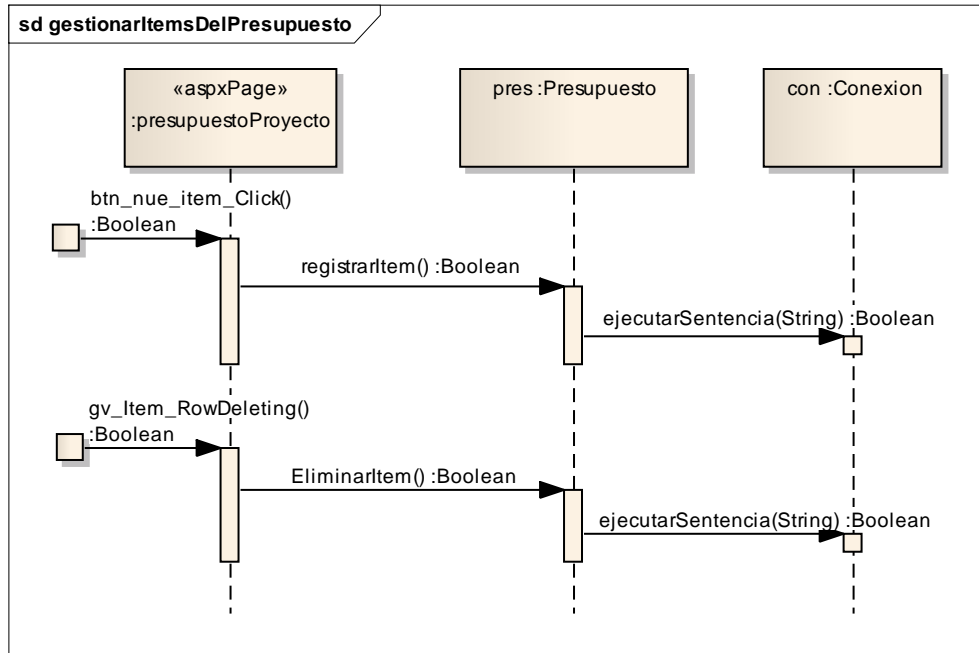 sd gestionarItemsDelPresupuesto
«aspxPage»
:presupuestoProyecto
pres :Presupuesto
con :Conexion
btn_nue_item_Click()
:Boolean
registrarItem() :Boolean
ejecutarSentencia(String) :Boolean
gv_Item_RowDeleting()
:Boolean
EliminarItem() :Boolean
ejecutarSentencia(String) :Boolean